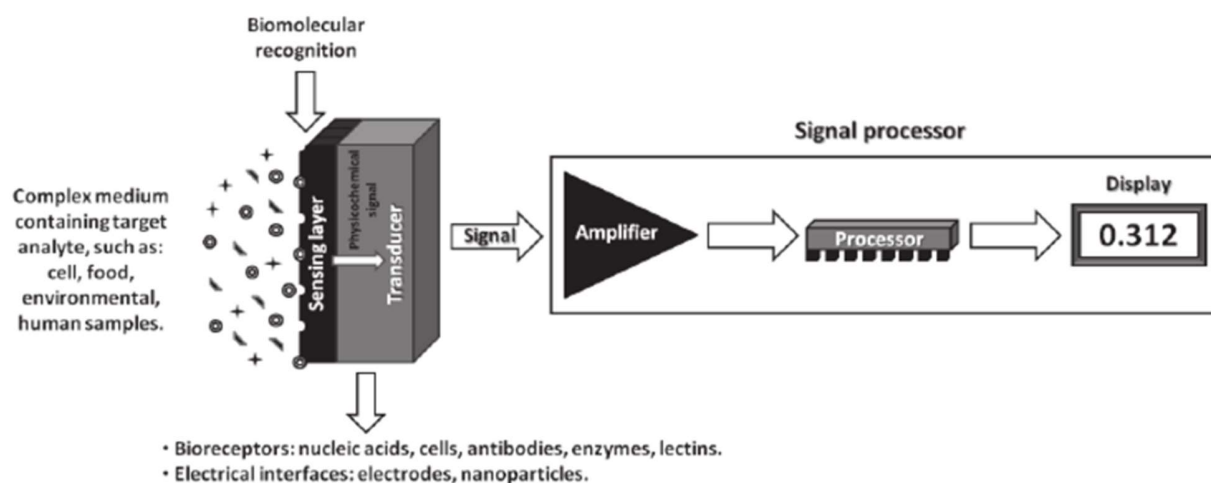 Biomolecular
recognition
Complex medium
containing target
analyte, such as:
cell, food,
environmental,
human samples.
Sensing layer
Physicochemical
signal
Transducer
Signal
Signal processor
Amplifier
Processor
Display
0.312
· Bioreceptors: nucleic acids, cells, antibodies, enzymes, lectins.
· Electrical interfaces: electrodes, nanoparticles.